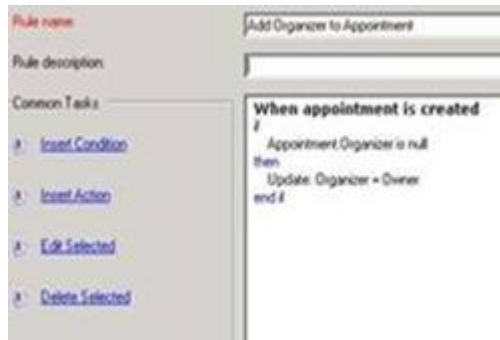 Rule name:
Add Organizer to Appointment
Rule description:
Common Tasks
Insert Condition
Insert Action
Edit Selected
Delete Selected
When appointment is created
if
Appointment.Organizer is null
then
Update: Organizer = Owner
end if